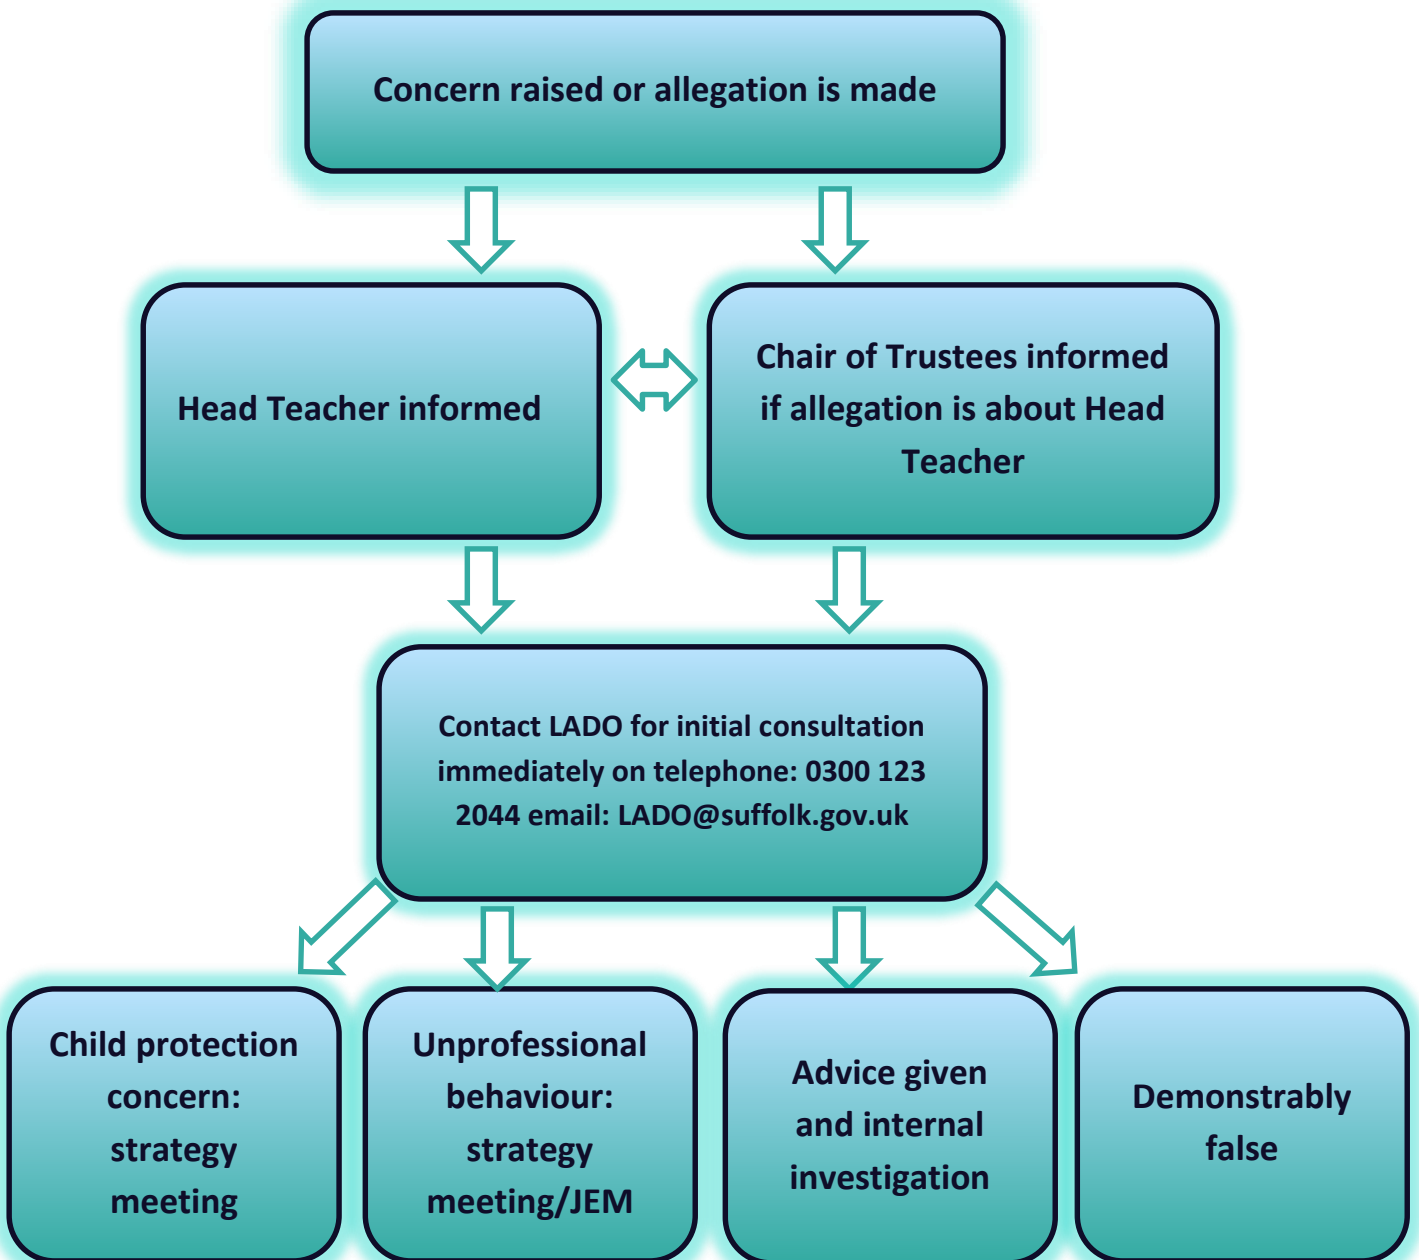 Concern raised or allegation is made
Head Teacher informed
Chair of Trustees informed
if allegation is about Head
Teacher
Contact LADO for initial consultation
immediately on telephone: 0300 123
2044 email: LADO@suffolk.gov.uk
Child protection
concern:
strategy
meeting
Unprofessional
behaviour:
strategy
meeting/JEM
Advice given
and internal
investigation
Demonstrably
false